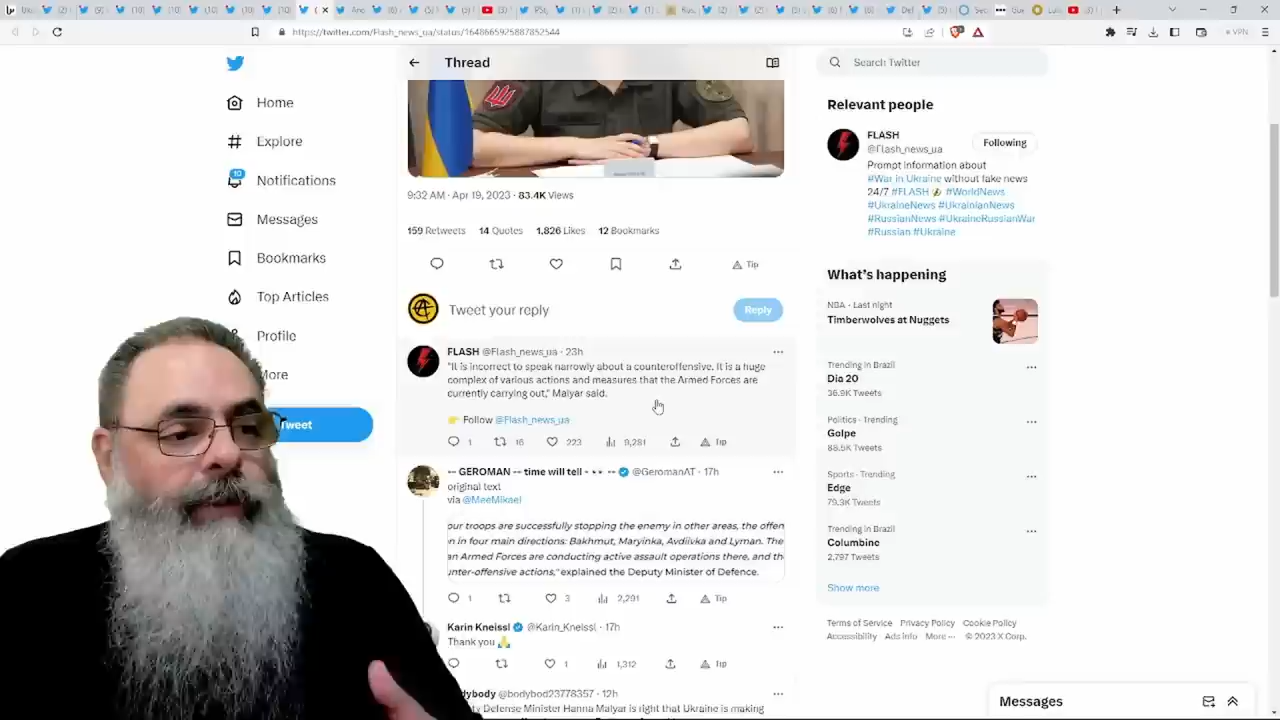 https://twitter.com/Flash_news_ua/status/1648665925887852544
VPN
Home
Explore
10
Notifications
Messages
Bookmarks
Top Articles
Profile
More
Tweet
Thread
9:32 AM · Apr 19, 2023 · 83.4K Views
159 Retweets 14 Quotes 1,826 Likes 12 Bookmarks
Tip
Tweet your reply
Reply
FLASH @Flash_news_ua · 23h
"It is incorrect to speak narrowly about a counteroffensive. It is a huge
complex of various actions and measures that the Armed Forces are
currently carrying out," Malyar said.
👉 Follow @Flash_news_ua
1 16 223 9,281 Tip
-- GEROMAN -- time will tell - 👀 -- @GeromanAT · 17h
original text
via @MeeMikael
our troops are successfully stopping the enemy in other areas, the offen
n in four main directions: Bakhmut, Maryinka, Avdiivka and Lyman. The
an Armed Forces are conducting active assault operations there, and th
unter-offensive actions," explained the Deputy Minister of Defence.
1 3 2,291 Tip
Karin Kneissl @Karin_Kneissl · 17h
Thank you 🙏
1 1,312 Tip
dybody @bodybod23778357 · 12h
ty Defense Minister Hanna Malyar is right that Ukraine is making
Search Twitter
Relevant people
FLASH
@Flash_news_ua
Following
Prompt information about
#War in Ukraine without fake news
24/7 #FLASH #WorldNews
#UkraineNews #UkrainianNews
#RussianNews #UkraineRussianWar
#Russian #Ukraine
What's happening
NBA · Last night
Timberwolves at Nuggets
Trending in Brazil
Dia 20
36.9K Tweets
Politics · Trending
Golpe
88.5K Tweets
Sports · Trending
Edge
79.3K Tweets
Trending in Brazil
Columbine
2,797 Tweets
Show more
Terms of Service Privacy Policy Cookie Policy
Accessibility Ads info More ··· © 2023 X Corp.
Messages